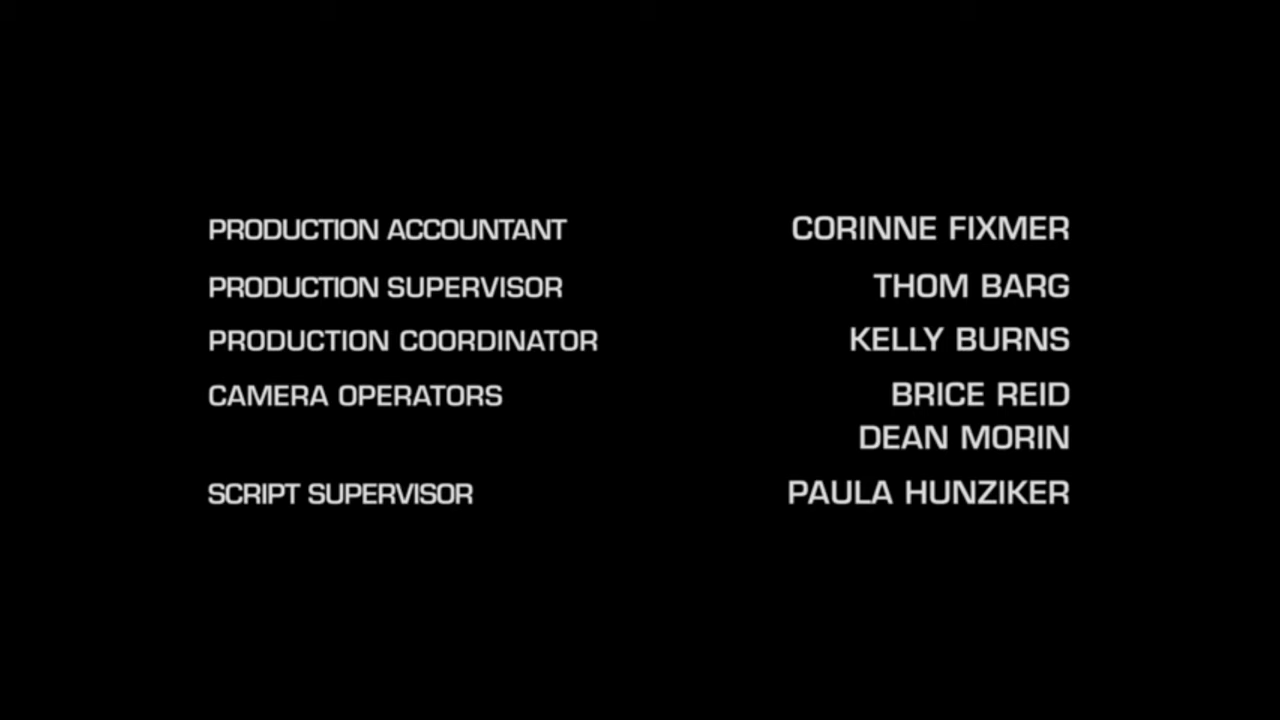 PRODUCTION ACCOUNTANT CORINNE FIXMER
PRODUCTION SUPERVISOR THOM BARG
PRODUCTION COORDINATOR KELLY BURNS
CAMERA OPERATORS BRICE REID
DEAN MORIN
SCRIPT SUPERVISOR PAULA HUNZIKER